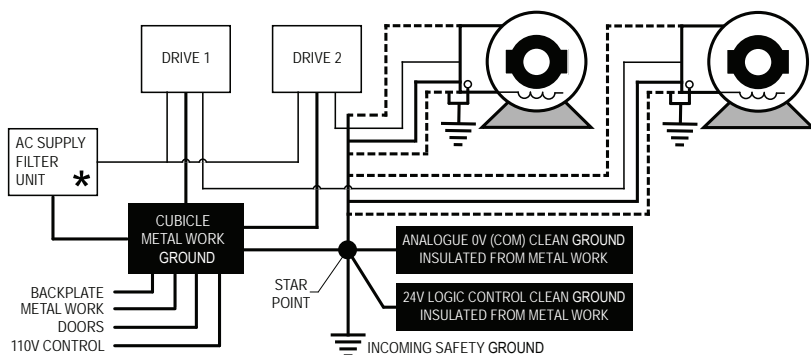 DRIVE 1
DRIVE 2
AC SUPPLY
FILTER
UNIT *
CUBICLE
METAL WORK
GROUND
ANALOGUE 0V (COM) CLEAN GROUND
INSULATED FROM METAL WORK
STAR
POINT
24V LOGIC CONTROL CLEAN GROUND
INSULATED FROM METAL WORK
BACKPLATE
METAL WORK
DOORS
110V CONTROL
INCOMING SAFETY GROUND